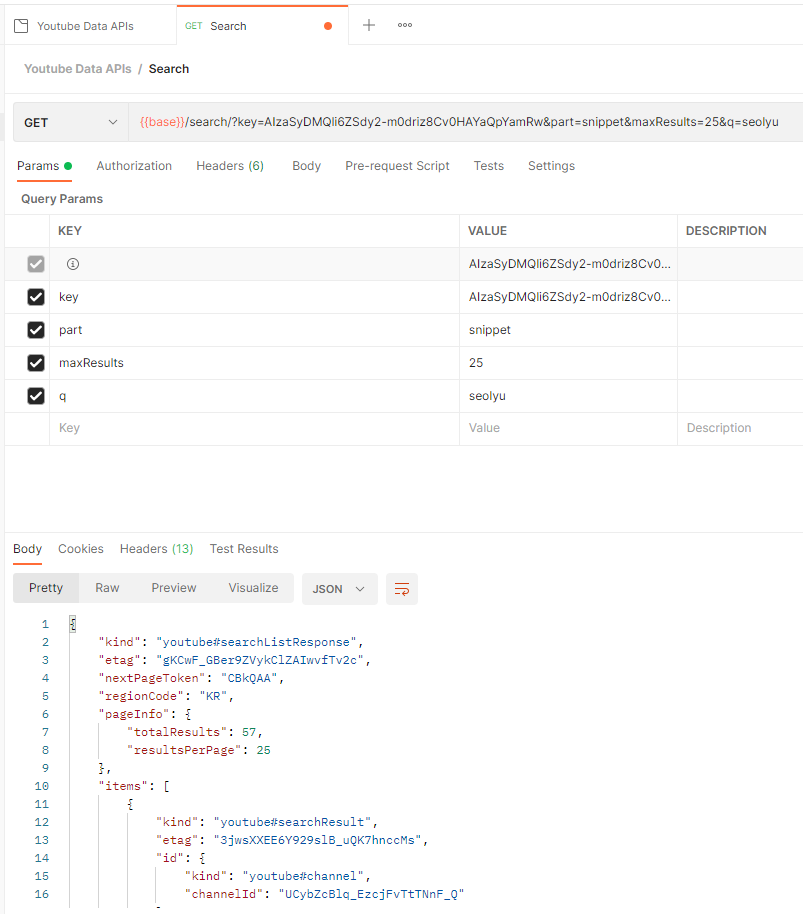 Youtube Data APIs GET Search
Youtube Data APIs / Search
GET {{base}}/search/?key=AIzaSyDMQli6ZSdy2-m0driz8Cv0HAYaQpYamRw&part=snippet&maxResults=25&q=seolyu
Params Authorization Headers (6) Body Pre-request Script Tests Settings
Query Params
KEY VALUE DESCRIPTION
AIzaSyDMQli6ZSdy2-m0driz8Cv0...
key AIzaSyDMQli6ZSdy2-m0driz8Cv0...
part snippet
maxResults 25
q seolyu
Key Value Description
Body Cookies Headers (13) Test Results
Pretty Raw Preview Visualize JSON
1 {
2 "kind": "youtube#searchListResponse",
3 "etag": "gKCwF_GBer9ZVykClZAIwvfTv2c",
4 "nextPageToken": "CBkQAA",
5 "regionCode": "KR",
6 "pageInfo": {
7 "totalResults": 57,
8 "resultsPerPage": 25
9 },
10 "items": [
11 {
12 "kind": "youtube#searchResult",
13 "etag": "3jwsXXEE6Y929slB_uQK7hnccMs",
14 "id": {
15 "kind": "youtube#channel",
16 "channelId": "UCybZcBlq_EzcjFvTtTNnF_Q"